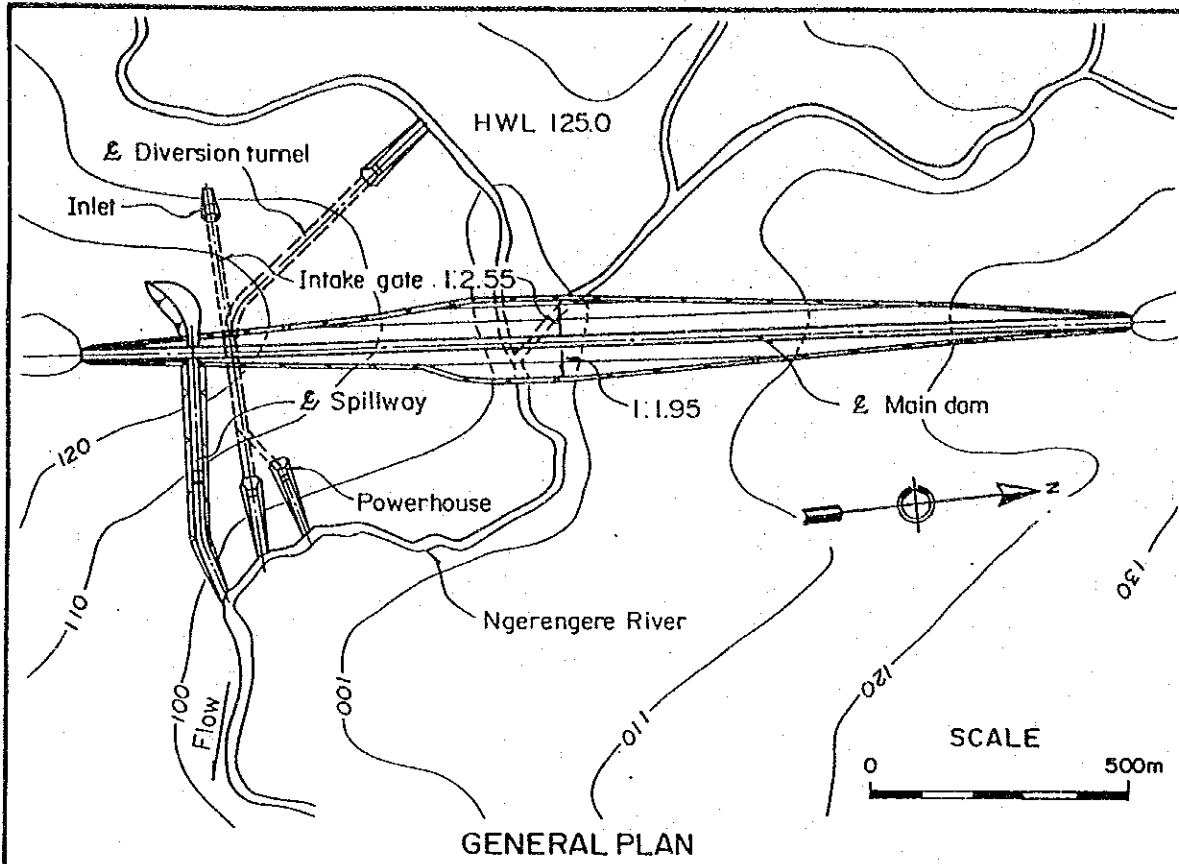 HWL 125.0
℄ Diversion tunnel
Inlet
Intake gate
1:2.55
℄ Spillway
1:1.95
℄ Main dam
120
Powerhouse
N
110
Ngerengere River
130
100
Flow
100
110
120
SCALE
0 500m
GENERAL PLAN